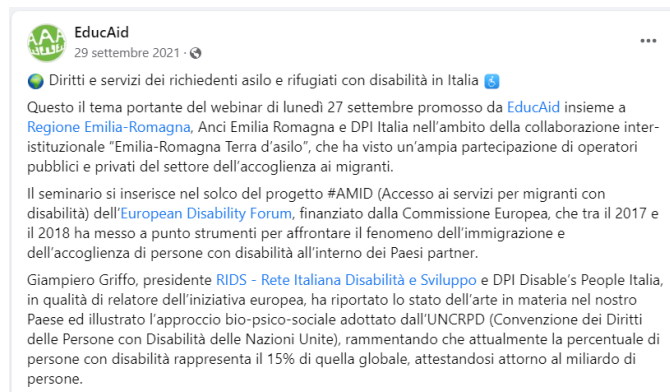 EducAid
29 settembre 2021 ·
Diritti e servizi dei richiedenti asilo e rifugiati con disabilità in Italia
Questo il tema portante del webinar di lunedì 27 settembre promosso da EducAid insieme a
Regione Emilia-Romagna, Anci Emilia Romagna e DPI Italia nell'ambito della collaborazione inter-
istituzionale "Emilia-Romagna Terra d'asilo", che ha visto un'ampia partecipazione di operatori
pubblici e privati del settore dell'accoglienza ai migranti.
Il seminario si inserisce nel solco del progetto #AMID (Accesso ai servizi per migranti con
disabilità) dell'European Disability Forum, finanziato dalla Commissione Europea, che tra il 2017 e
il 2018 ha messo a punto strumenti per affrontare il fenomeno dell'immigrazione e
dell'accoglienza di persone con disabilità all'interno dei Paesi partner.
Giampiero Griffo, presidente RIDS - Rete Italiana Disabilità e Sviluppo e DPI Disable's People Italia,
in qualità di relatore dell'iniziativa europea, ha riportato lo stato dell'arte in materia nel nostro
Paese ed illustrato l'approccio bio-psico-sociale adottato dall'UNCRPD (Convenzione dei Diritti
delle Persone con Disabilità delle Nazioni Unite), rammentando che attualmente la percentuale di
persone con disabilità rappresenta il 15% di quella globale, attestandosi attorno al miliardo di
persone.